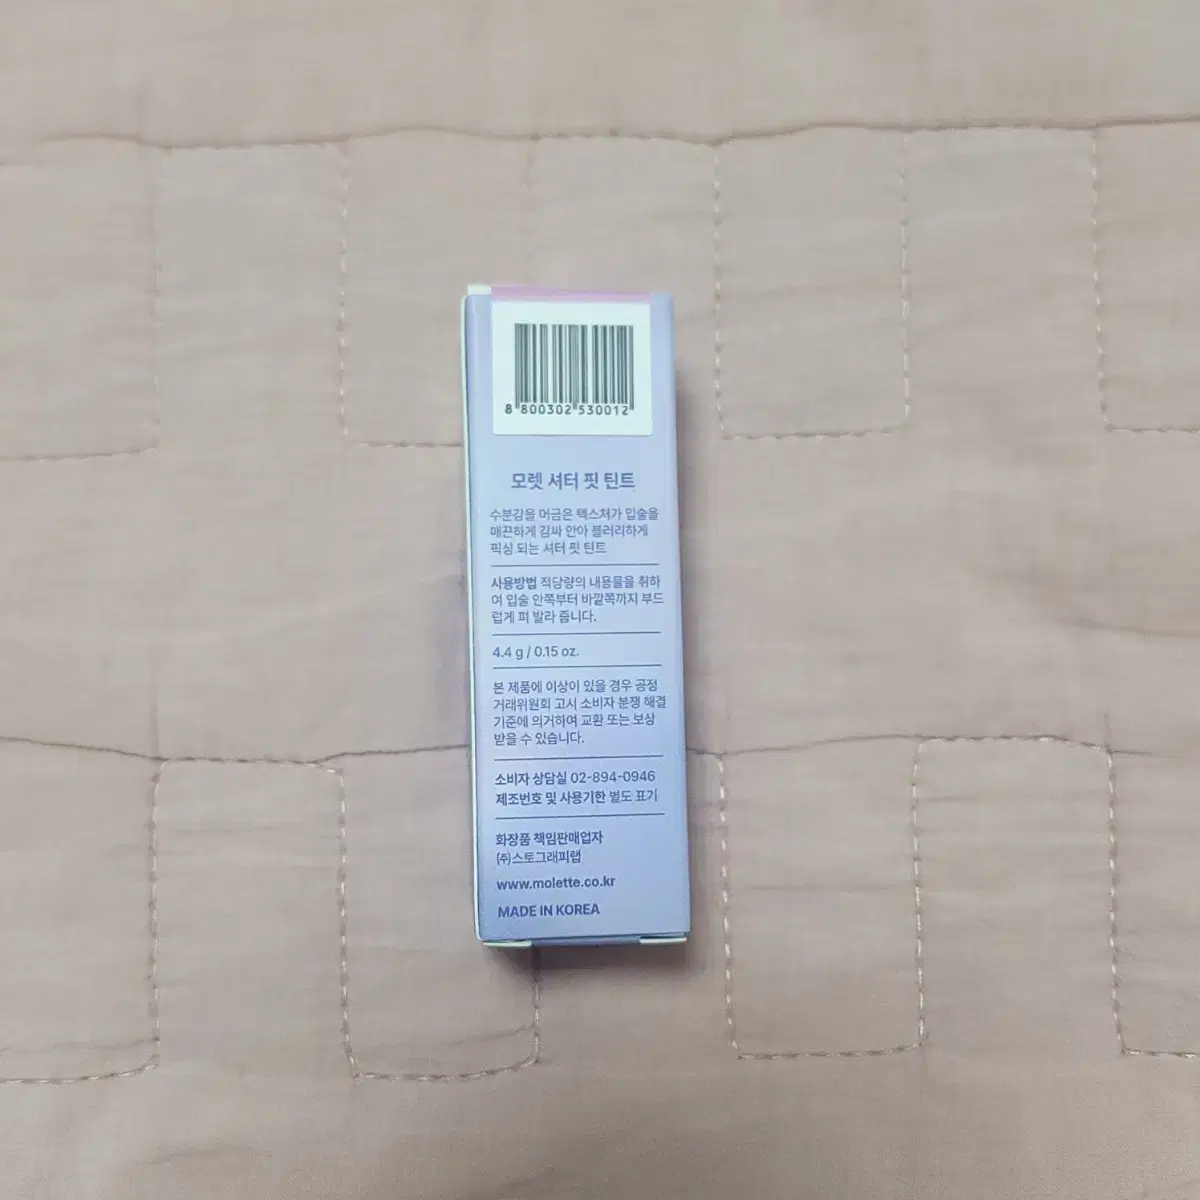 8 800302 530012
모렛 셔터 핏 틴트
수분감을 머금은 텍스쳐가 입술을
매끈하게 감싸 안아 블러리하게
픽싱 되는 셔터 핏 틴트
사용방법 적당량의 내용물을 취하
여 입술 안쪽부터 바깥쪽까지 부드
럽게 펴 발라 줍니다.
4.4 g / 0.15 oz.
본 제품에 이상이 있을 경우 공정
거래위원회 고시 소비자 분쟁 해결
기준에 의거하여 교환 또는 보상
받을 수 있습니다.
소비자 상담실 02-894-0946
제조번호 및 사용기한 별도 표기
화장품 책임판매업자
㈜스토그래피랩
www.molette.co.kr
MADE IN KOREA